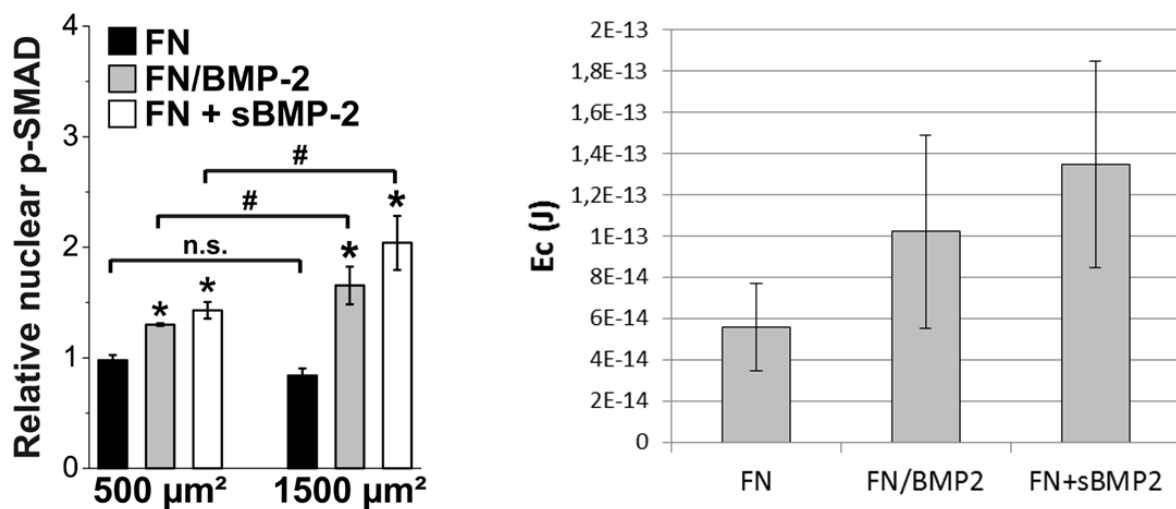 Relative nuclear p-SMAD
4
3
2
1
0
FN
FN/BMP-2
FN + sBMP-2
#
#
n.s.
*
*
*
*
500 µm²
1500 µm²
Ec (J)
2E-13
1,8E-13
1,6E-13
1,4E-13
1,2E-13
1E-13
8E-14
6E-14
4E-14
2E-14
0
FN
FN/BMP2
FN+sBMP2